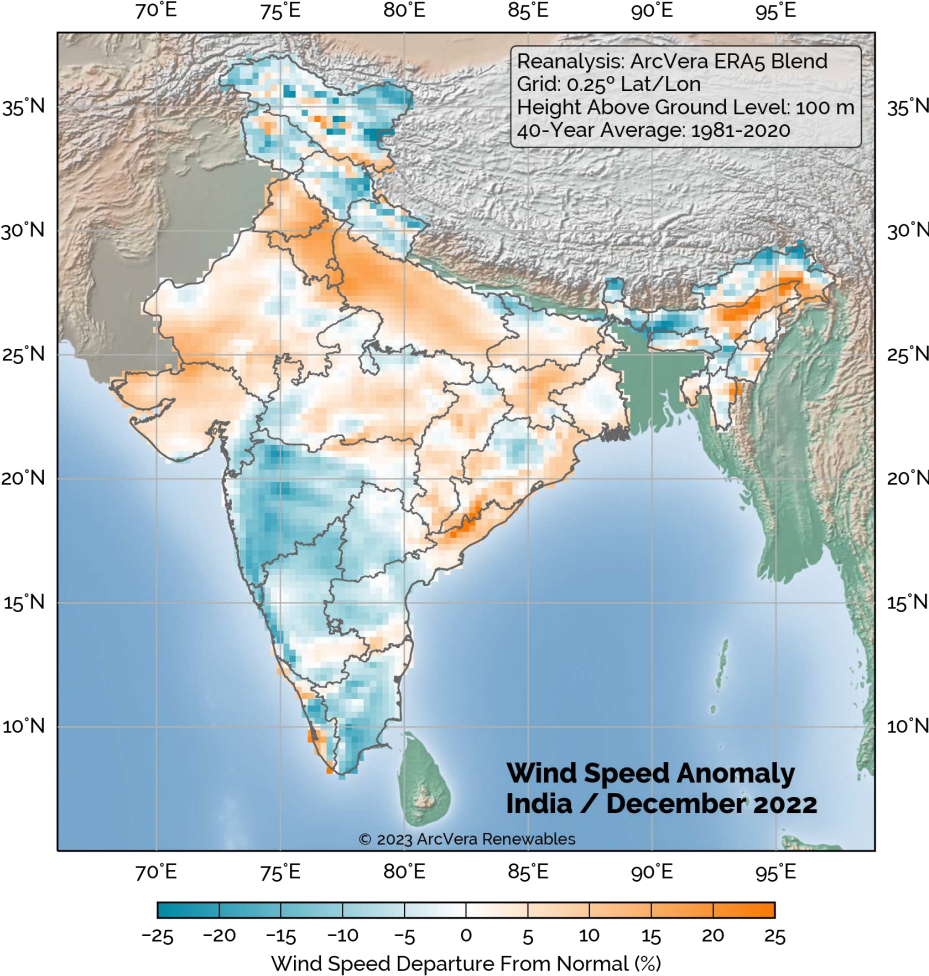 70°E 75°E 80°E 85°E 90°E 95°E
Reanalysis: ArcVera ERA5 Blend
Grid: 0.25º Lat/Lon
Height Above Ground Level: 100 m
40-Year Average: 1981-2020
35°N 35°N
30°N 30°N
25°N 25°N
20°N 20°N
15°N 15°N
10°N 10°N
Wind Speed Anomaly
India / December 2022
© 2023 ArcVera Renewables
70°E 75°E 80°E 85°E 90°E 95°E
−25 −20 −15 −10 −5 0 5 10 15 20 25
Wind Speed Departure From Normal (%)